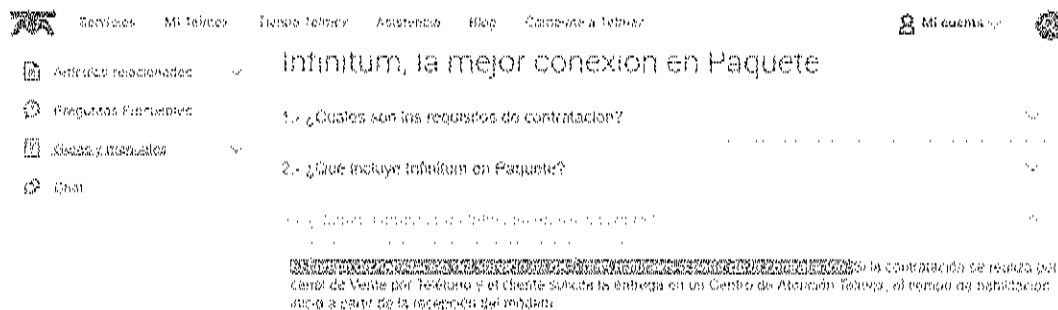 Servicios Mi Telmex Tienda Telmex Asistencia Blog Cámbiate a Telmex Mi cuenta
Artículos relacionados
Infinitum, la mejor conexión en Paquete
Preguntas Frecuentes
1.- ¿Cuáles son los requisitos de contratación?
Guías y manuales
2.- ¿Qué incluye Infinitum en Paquete?
Chat
Si la contratación se realiza por
canal de Venta por Teléfono y el cliente solicita la entrega en un Centro de Atención Telmex, el tiempo de habilitación
inicia a partir de la recepción del módem